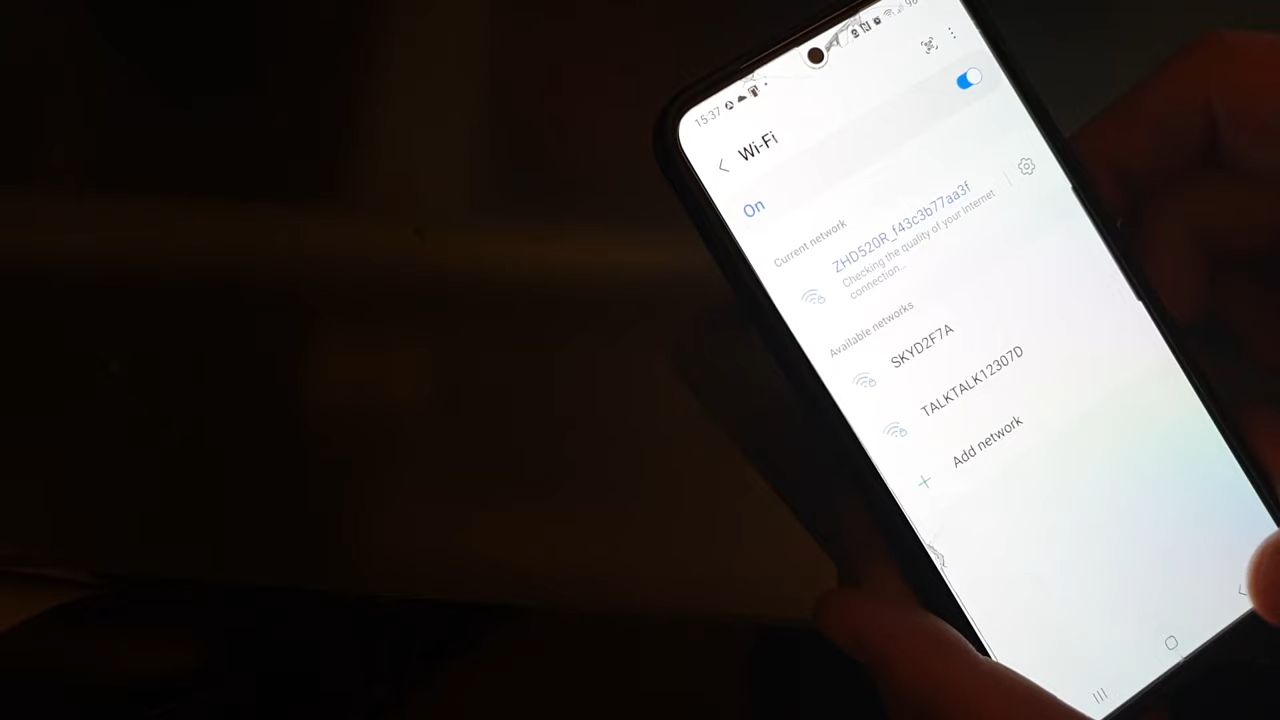 15:37
Wi-Fi
On
Current network
ZHD520R_f43c3b77aa3f
Checking the quality of your Internet
connection...
Available networks
SKYD2F7A
TALKTALK12307D
Add network